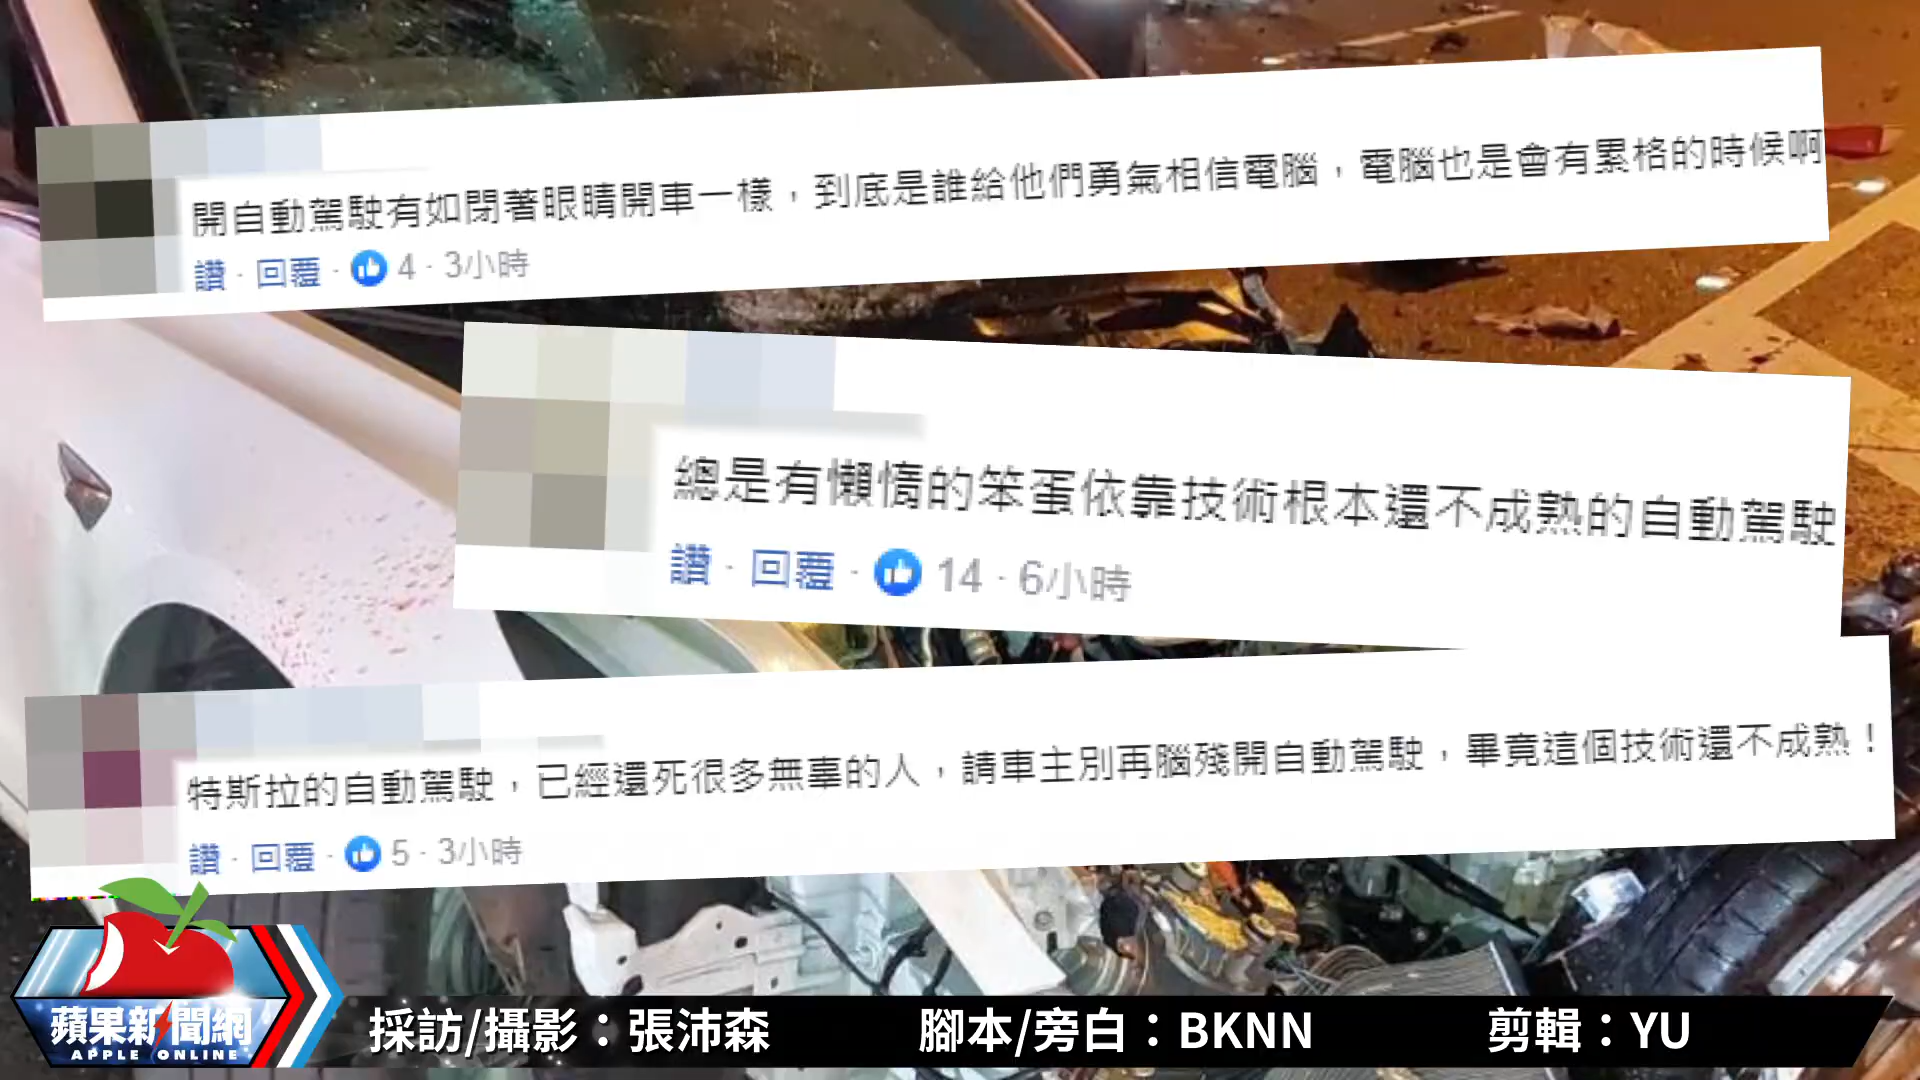 開自動駕駛有如閉著眼睛開車一樣，到底是誰給他們勇氣相信電腦，電腦也是會有累格的時候啊
讚 · 回覆 · 4 · 3小時
總是有懶惰的笨蛋依靠技術根本還不成熟的自動駕駛
讚 · 回覆 · 14 · 6小時
特斯拉的自動駕駛，已經還死很多無辜的人，請車主別再腦殘開自動駕駛，畢竟這個技術還不成熟！
讚 · 回覆 · 5 · 3小時
蘋果新聞網
APPLE ONLINE
採訪/攝影：張沛森 腳本/旁白：BKNN 剪輯：YU